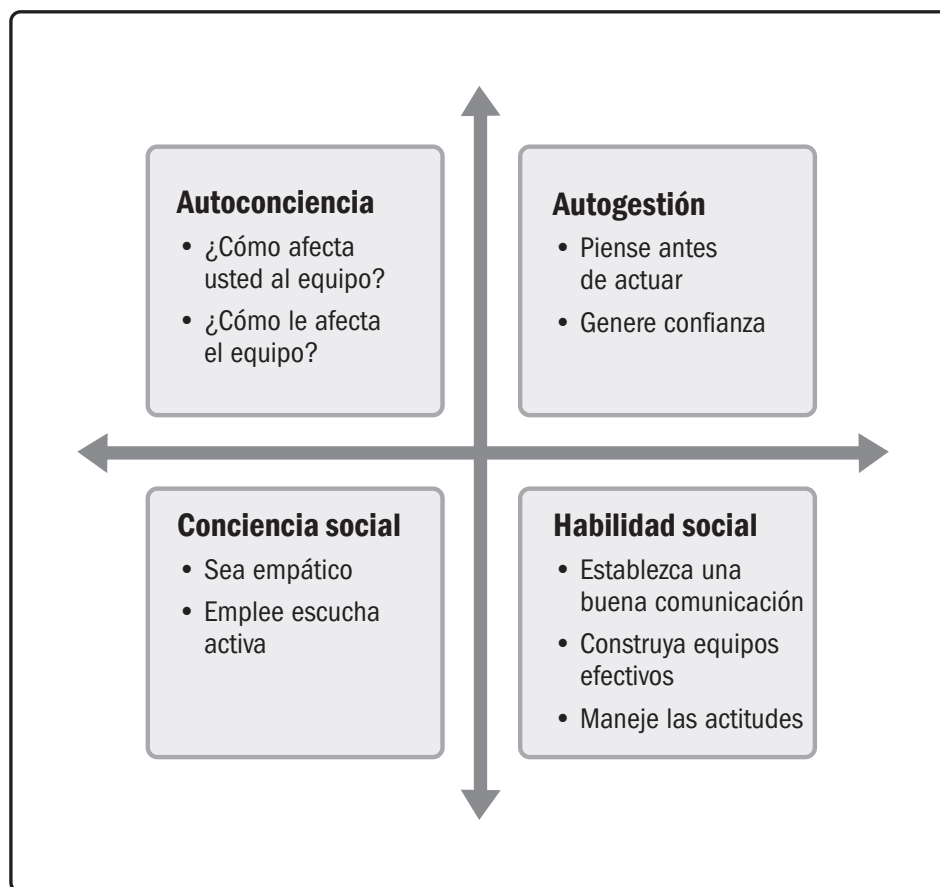 Autoconciencia
• ¿Cómo afecta
usted al equipo?
• ¿Cómo le afecta
el equipo?
Autogestión
• Piense antes
de actuar
• Genere confianza
Conciencia social
• Sea empático
• Emplee escucha
activa
Habilidad social
• Establezca una
buena comunicación
• Construya equipos
efectivos
• Maneje las actitudes